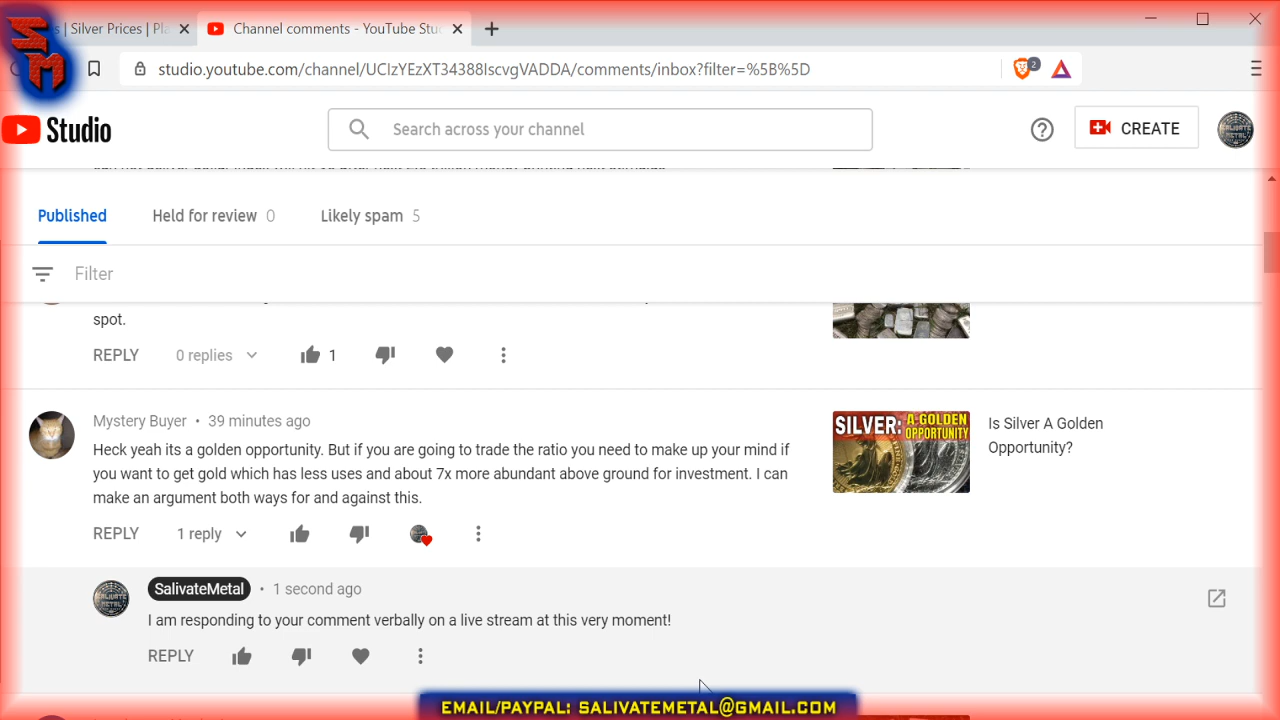 SM
| Silver Prices | Pla
Channel comments - YouTube Stu
studio.youtube.com/channel/UCIzYEzXT34388IscvgVADDA/comments/inbox?filter=%5B%5D
2
Studio
Search across your channel
CREATE
Published
Held for review 0
Likely spam 5
Filter
spot.
REPLY
0 replies
1
Mystery Buyer • 39 minutes ago
Heck yeah its a golden opportunity. But if you are going to trade the ratio you need to make up your mind if
you want to get gold which has less uses and about 7x more abundant above ground for investment. I can
make an argument both ways for and against this.
SILVER: A GOLDEN
OPPORTUNITY
Is Silver A Golden
Opportunity?
REPLY
1 reply
SalivateMetal • 1 second ago
I am responding to your comment verbally on a live stream at this very moment!
REPLY
EMAIL/PAYPAL: SALIVATEMETAL@GMAIL.COM